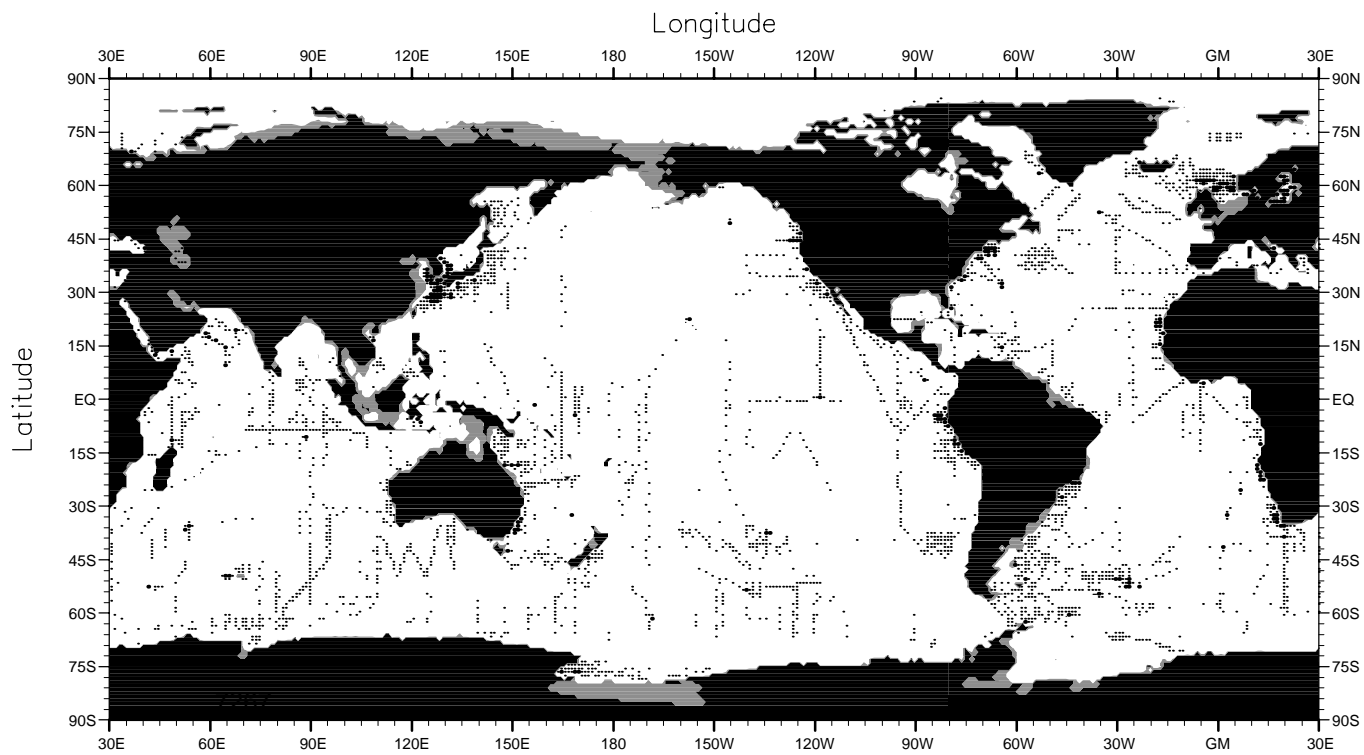 Longitude
30E 60E 90E 120E 150E 180 150W 120W 90W 60W 30W GM 30E
90N 90N
75N 75N
60N 60N
45N 45N
30N 30N
15N 15N
EQ EQ
15S 15S
30S 30S
45S 45S
60S 60S
75S 75S
90S 90S
Latitude
30E 60E 90E 120E 150E 180 150W 120W 90W 60W 30W GM 30E